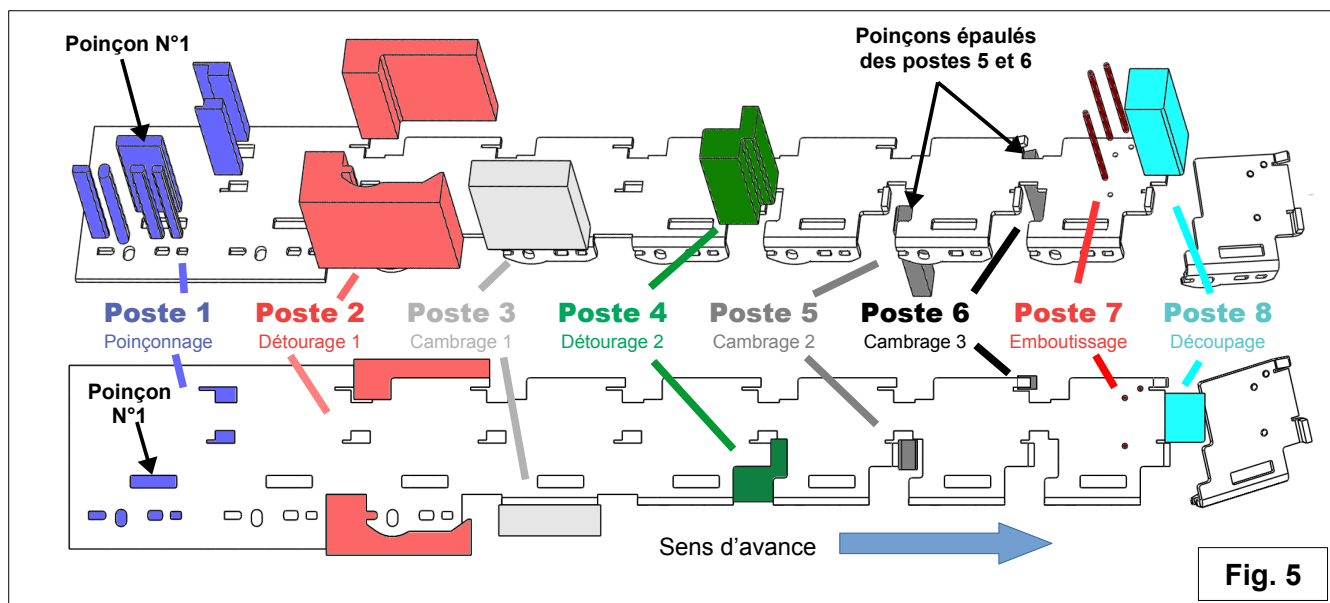 Poinçon N°1
Poinçons épaulés
des postes 5 et 6
Poste 1
Poinçonnage
Poste 2
Détourage 1
Poste 3
Cambrage 1
Poste 4
Détourage 2
Poste 5
Cambrage 2
Poste 6
Cambrage 3
Poste 7
Emboutissage
Poste 8
Découpage
Poinçon
N°1
Sens d’avance
Fig. 5